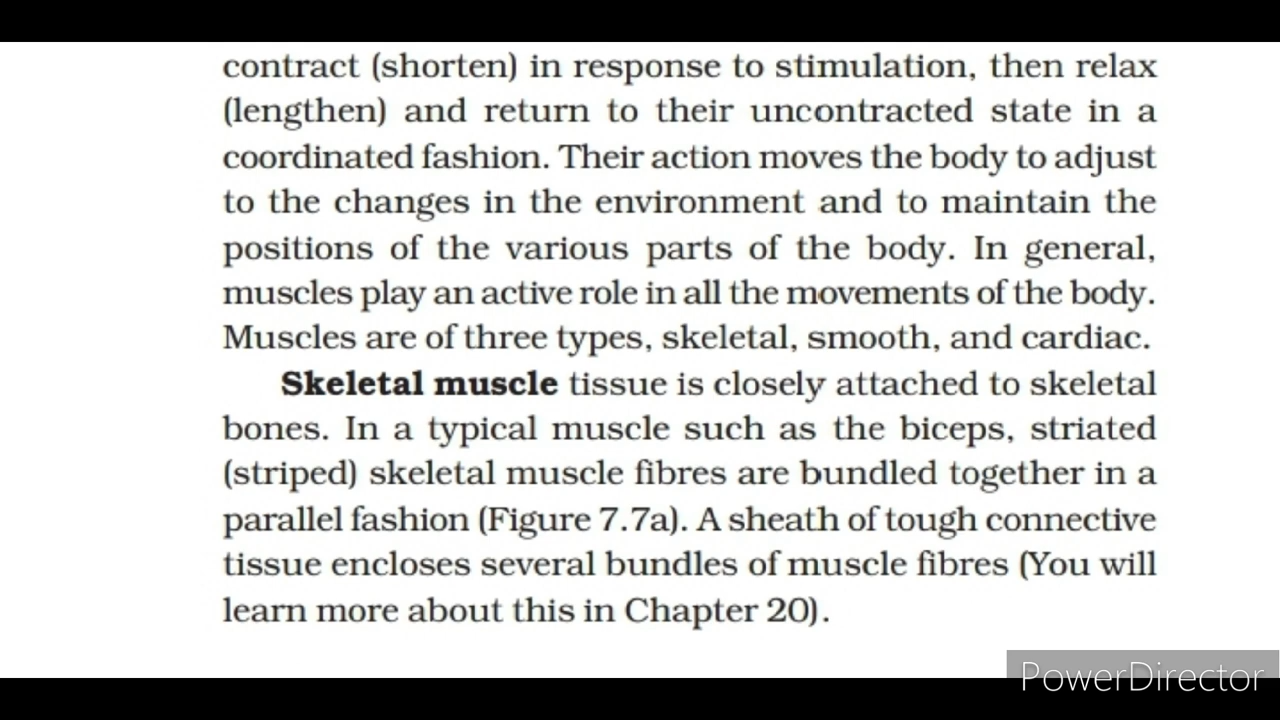 contract (shorten) in response to stimulation, then relax
(lengthen) and return to their uncontracted state in a
coordinated fashion. Their action moves the body to adjust
to the changes in the environment and to maintain the
positions of the various parts of the body. In general,
muscles play an active role in all the movements of the body.
Muscles are of three types, skeletal, smooth, and cardiac.
Skeletal muscle tissue is closely attached to skeletal
bones. In a typical muscle such as the biceps, striated
(striped) skeletal muscle fibres are bundled together in a
parallel fashion (Figure 7.7a). A sheath of tough connective
tissue encloses several bundles of muscle fibres (You will
learn more about this in Chapter 20).
PowerDirector